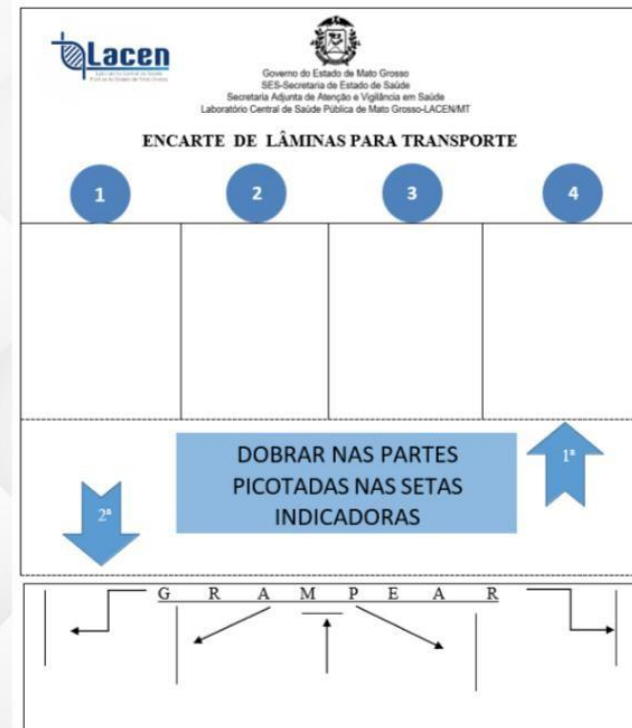 Lacen
Governo do Estado de Mato Grosso
SES-Secretaria de Estado de Saúde
Secretaria Adjunta de Atenção e Vigilância em Saúde
Laboratório Central de Saúde Pública de Mato Grosso-LACEN/MT
ENCARTE DE LÂMINAS PARA TRANSPORTE
1 2 3 4
DOBRAR NAS PARTES
PICOTADAS NAS SETAS
INDICADORAS
1ª
2ª
G R A M P E A R